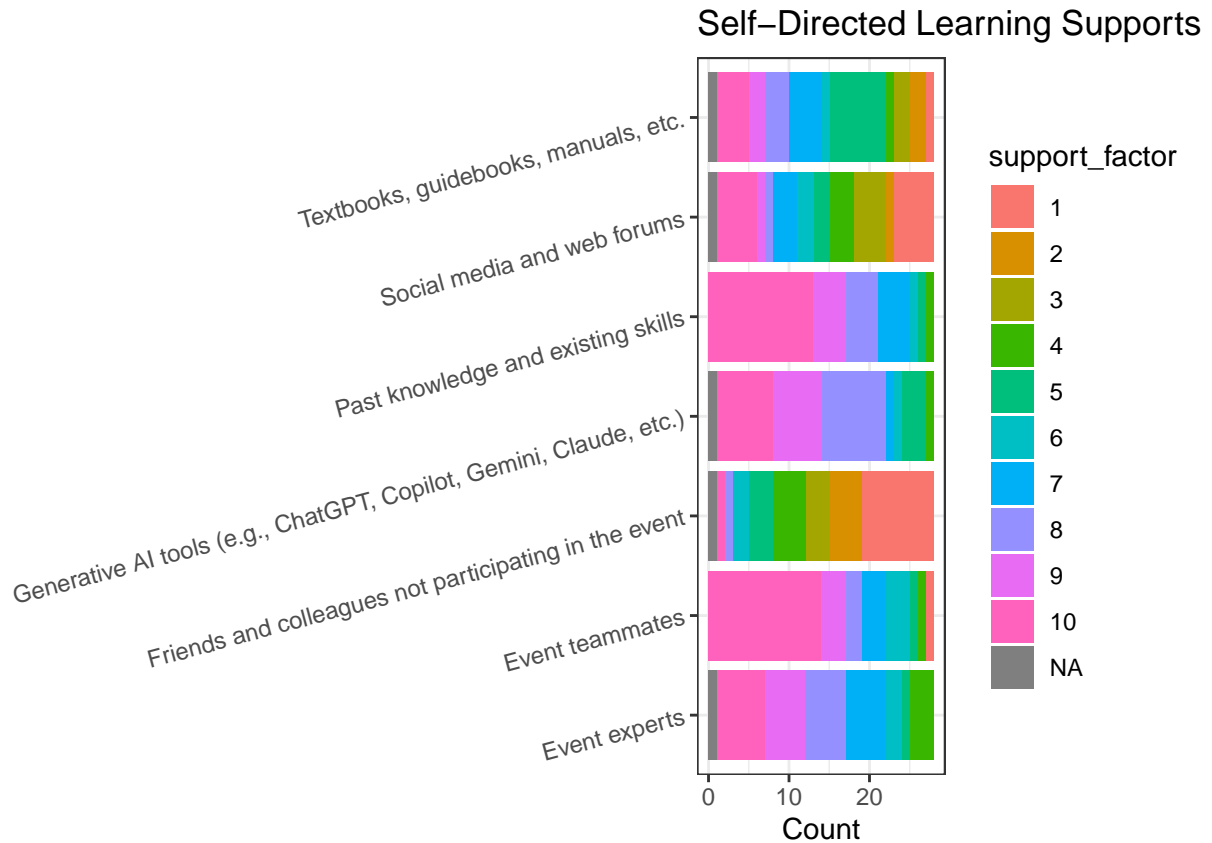 Self−Directed Learning Supports
Textbooks, guidebooks, manuals, etc.
Social media and web forums
Past knowledge and existing skills
Generative AI tools (e.g., ChatGPT, Copilot, Gemini, Claude, etc.)
Friends and colleagues not participating in the event
Event teammates
Event experts
0 10 20
Count
support_factor
1
2
3
4
5
6
7
8
9
10
NA